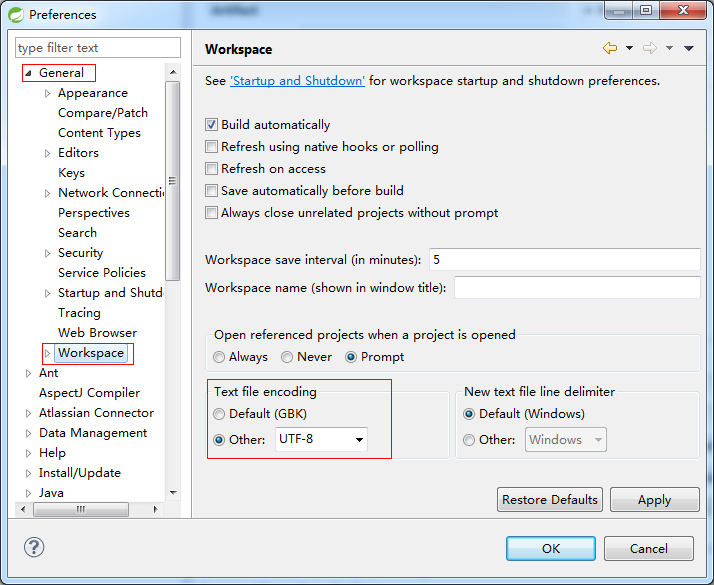 Preferences
type filter text
General
Appearance
Compare/Patch
Content Types
Editors
Keys
Network Connecti
Perspectives
Search
Security
Service Policies
Startup and Shutd
Tracing
Web Browser
Workspace
Ant
AspectJ Compiler
Atlassian Connector
Data Management
Help
Install/Update
Java
Workspace
See 'Startup and Shutdown' for workspace startup and shutdown preferences.
Build automatically
Refresh using native hooks or polling
Refresh on access
Save automatically before build
Always close unrelated projects without prompt
Workspace save interval (in minutes): 5
Workspace name (shown in window title):
Open referenced projects when a project is opened
Always Never Prompt
Text file encoding
Default (GBK)
Other: UTF-8
New text file line delimiter
Default (Windows)
Other: Windows
Restore Defaults Apply
OK Cancel